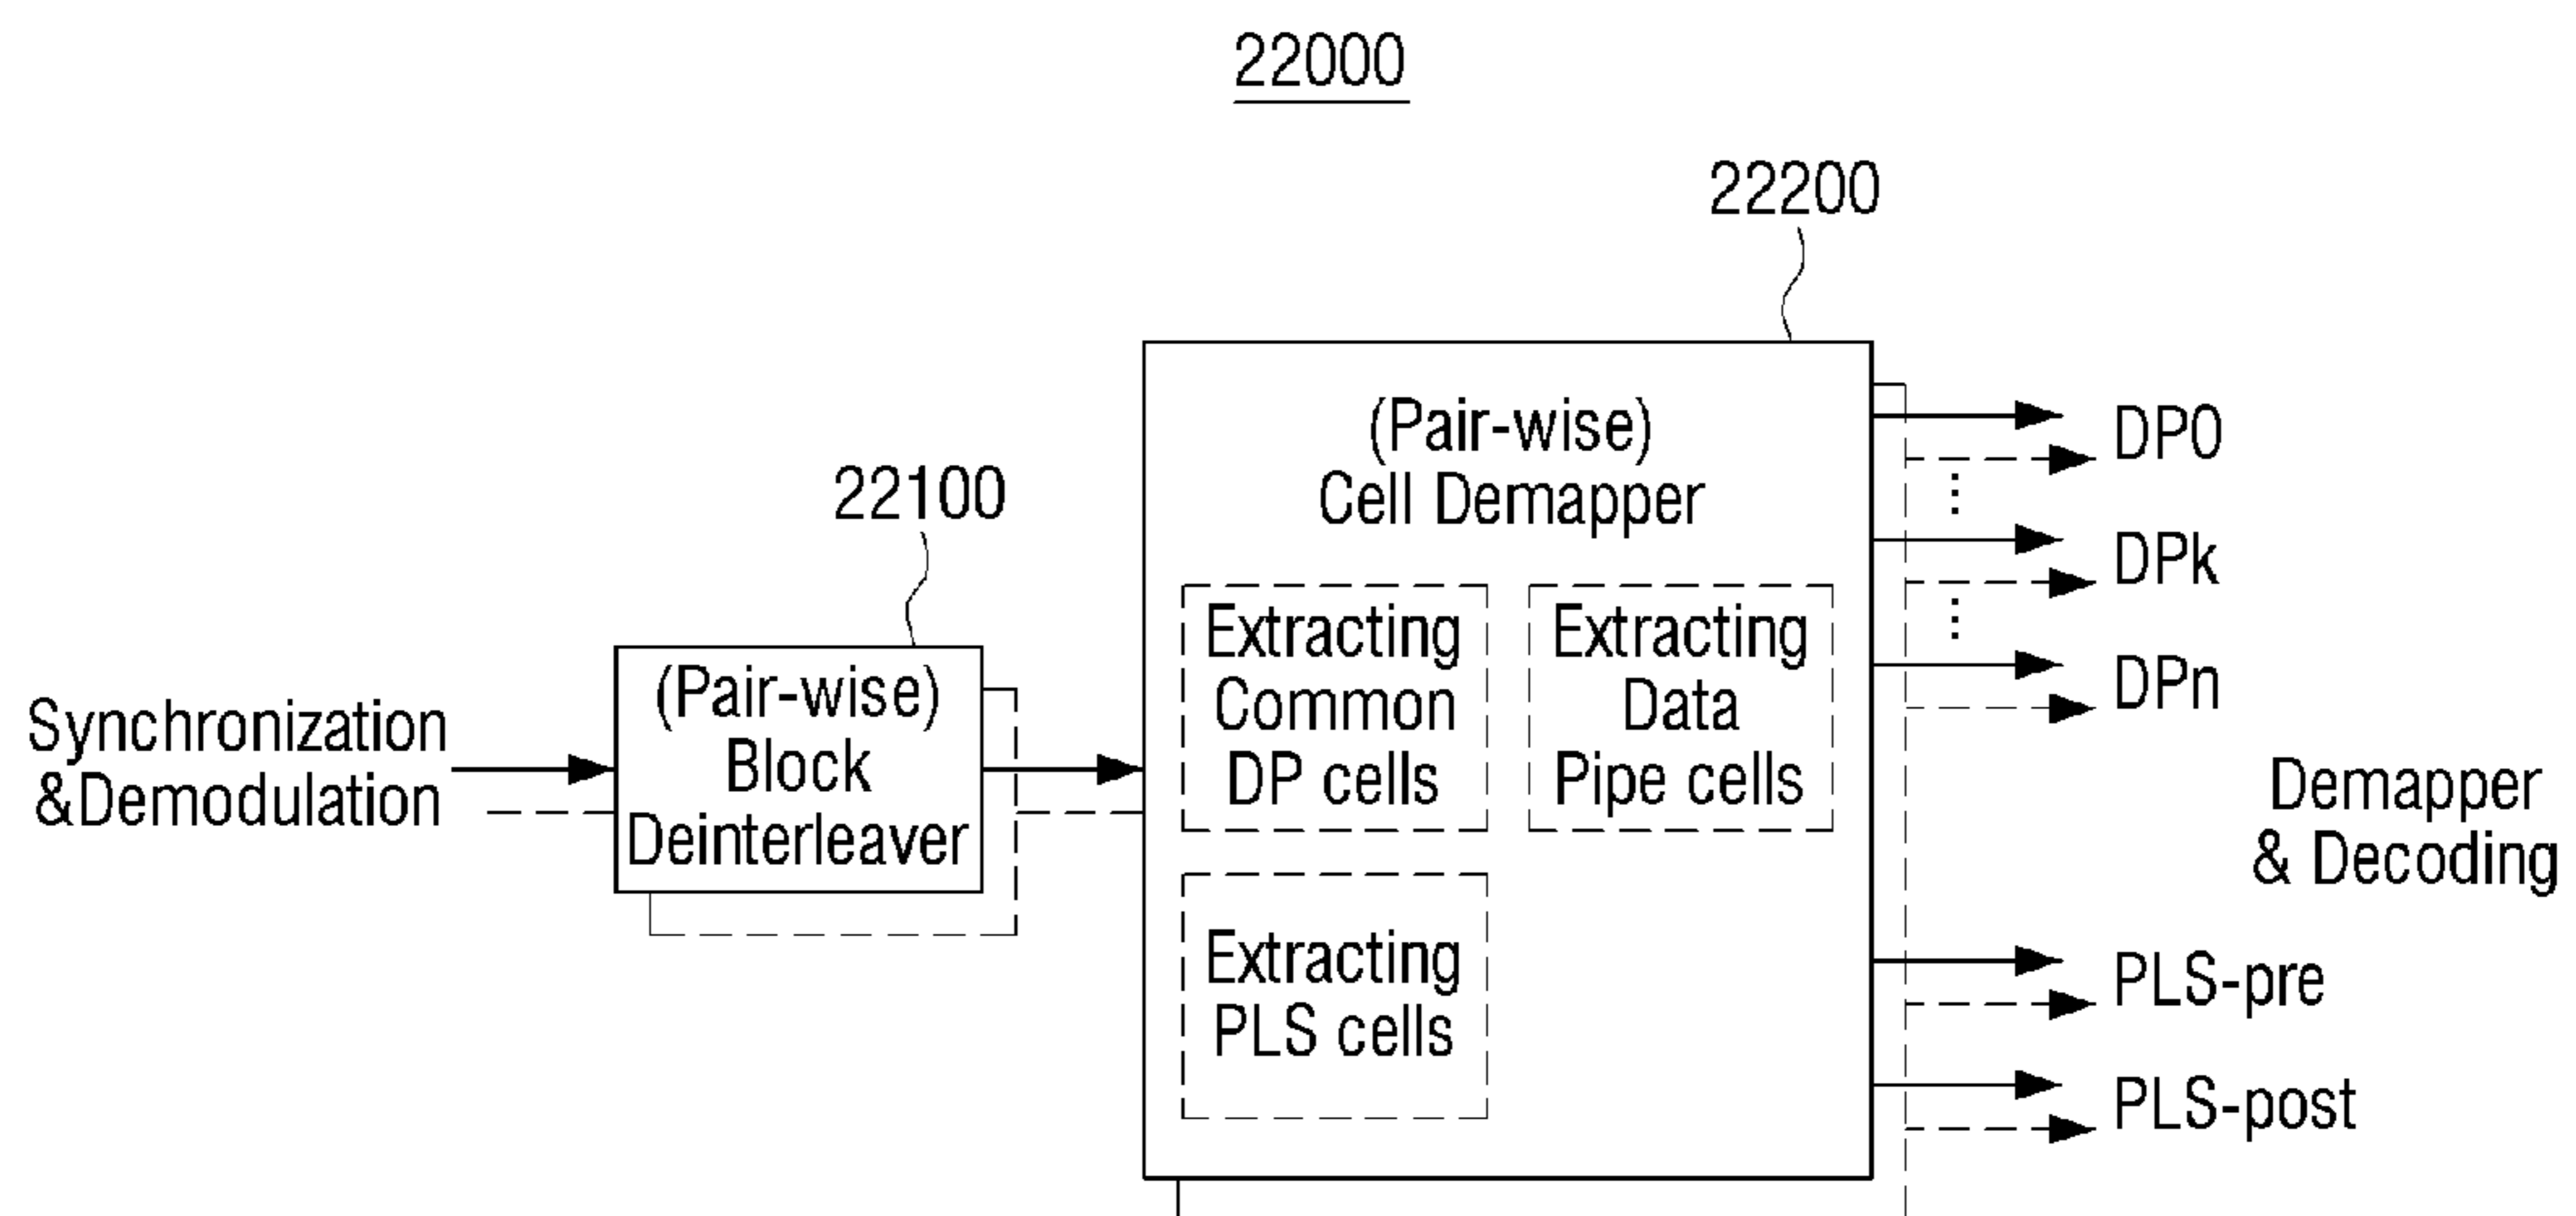 22000
22200
22100
(Pair-wise)
Cell Demapper
Extracting
Common
DP cells
Extracting
Data
Pipe cells
Extracting
PLS cells
(Pair-wise)
Block
Deinterleaver
Synchronization
&Demodulation
DP0
DPk
DPn
Demapper
& Decoding
PLS-pre
PLS-post